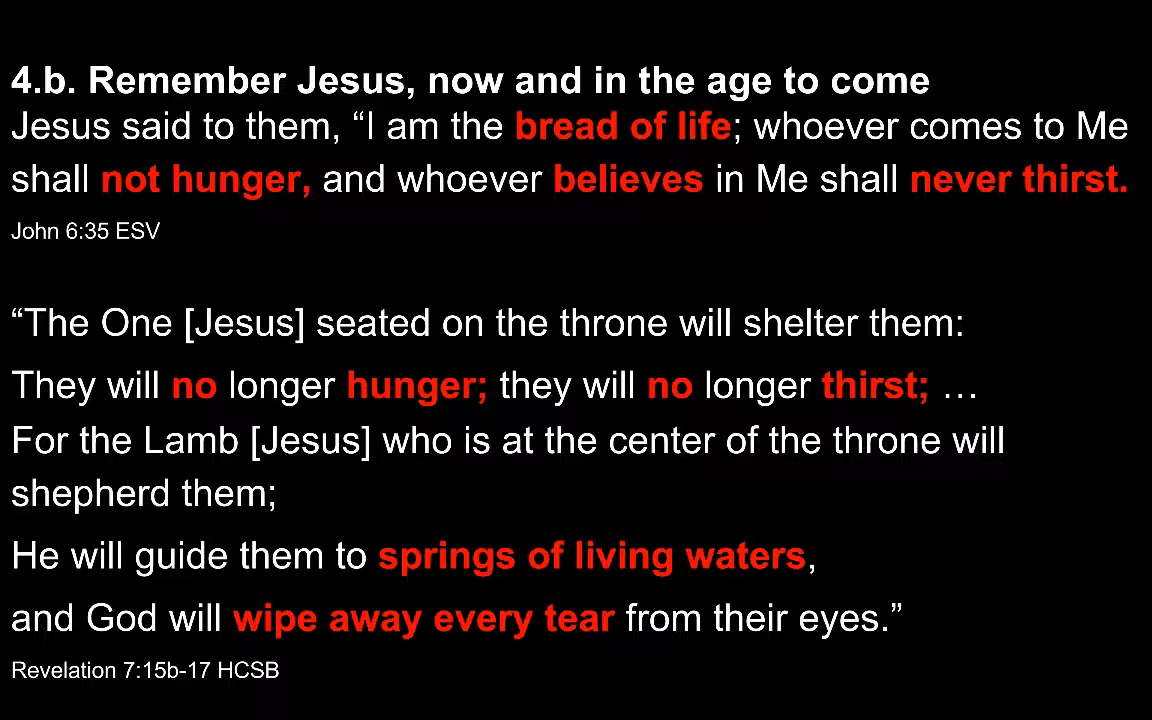 4.b. Remember Jesus, now and in the age to come
Jesus said to them, “I am the bread of life; whoever comes to Me
shall not hunger, and whoever believes in Me shall never thirst.
John 6:35 ESV
“The One [Jesus] seated on the throne will shelter them:
They will no longer hunger; they will no longer thirst; …
For the Lamb [Jesus] who is at the center of the throne will
shepherd them;
He will guide them to springs of living waters,
and God will wipe away every tear from their eyes.”
Revelation 7:15b-17 HCSB